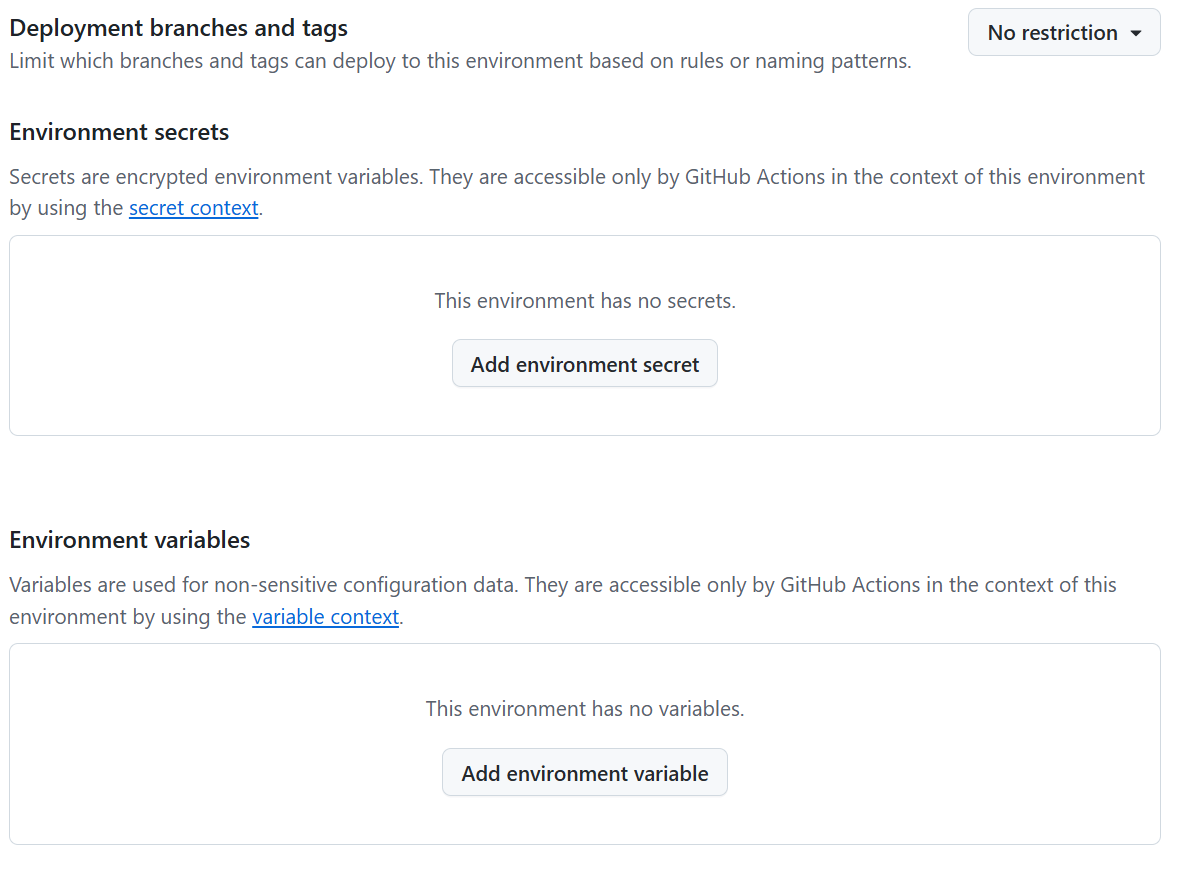 Deployment branches and tags
No restriction
Limit which branches and tags can deploy to this environment based on rules or naming patterns.
Environment secrets
Secrets are encrypted environment variables. They are accessible only by GitHub Actions in the context of this environment
by using the secret context.
This environment has no secrets.
Add environment secret
Environment variables
Variables are used for non-sensitive configuration data. They are accessible only by GitHub Actions in the context of this
environment by using the variable context.
This environment has no variables.
Add environment variable